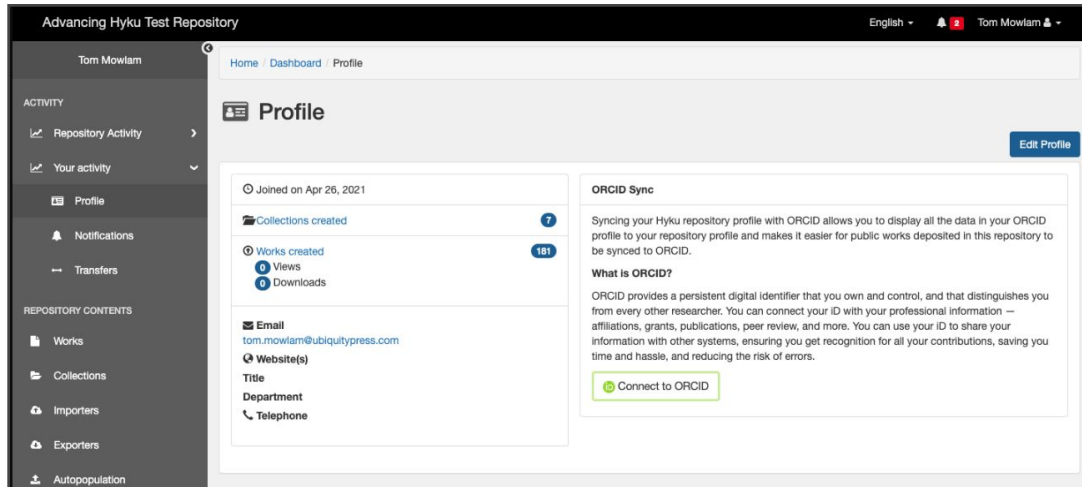 Advancing Hyku Test Repository
English
2
Tom Mowlam
Tom Mowlam
ACTIVITY
Repository Activity
Your activity
Profile
Notifications
Transfers
REPOSITORY CONTENTS
Works
Collections
Importers
Exporters
Autopopulation
Home / Dashboard / Profile
Profile
Edit Profile
Joined on Apr 26, 2021
Collections created 7
Works created 181
0 Views
0 Downloads
Email
tom.mowlam@ubiquitypress.com
Website(s)
Title
Department
Telephone
ORCID Sync
Syncing your Hyku repository profile with ORCID allows you to display all the data in your ORCID
profile to your repository profile and makes it easier for public works deposited in this repository to
be synced to ORCID.
What is ORCID?
ORCID provides a persistent digital identifier that you own and control, and that distinguishes you
from every other researcher. You can connect your iD with your professional information —
affiliations, grants, publications, peer review, and more. You can use your iD to share your
information with other systems, ensuring you get recognition for all your contributions, saving you
time and hassle, and reducing the risk of errors.
iD Connect to ORCID